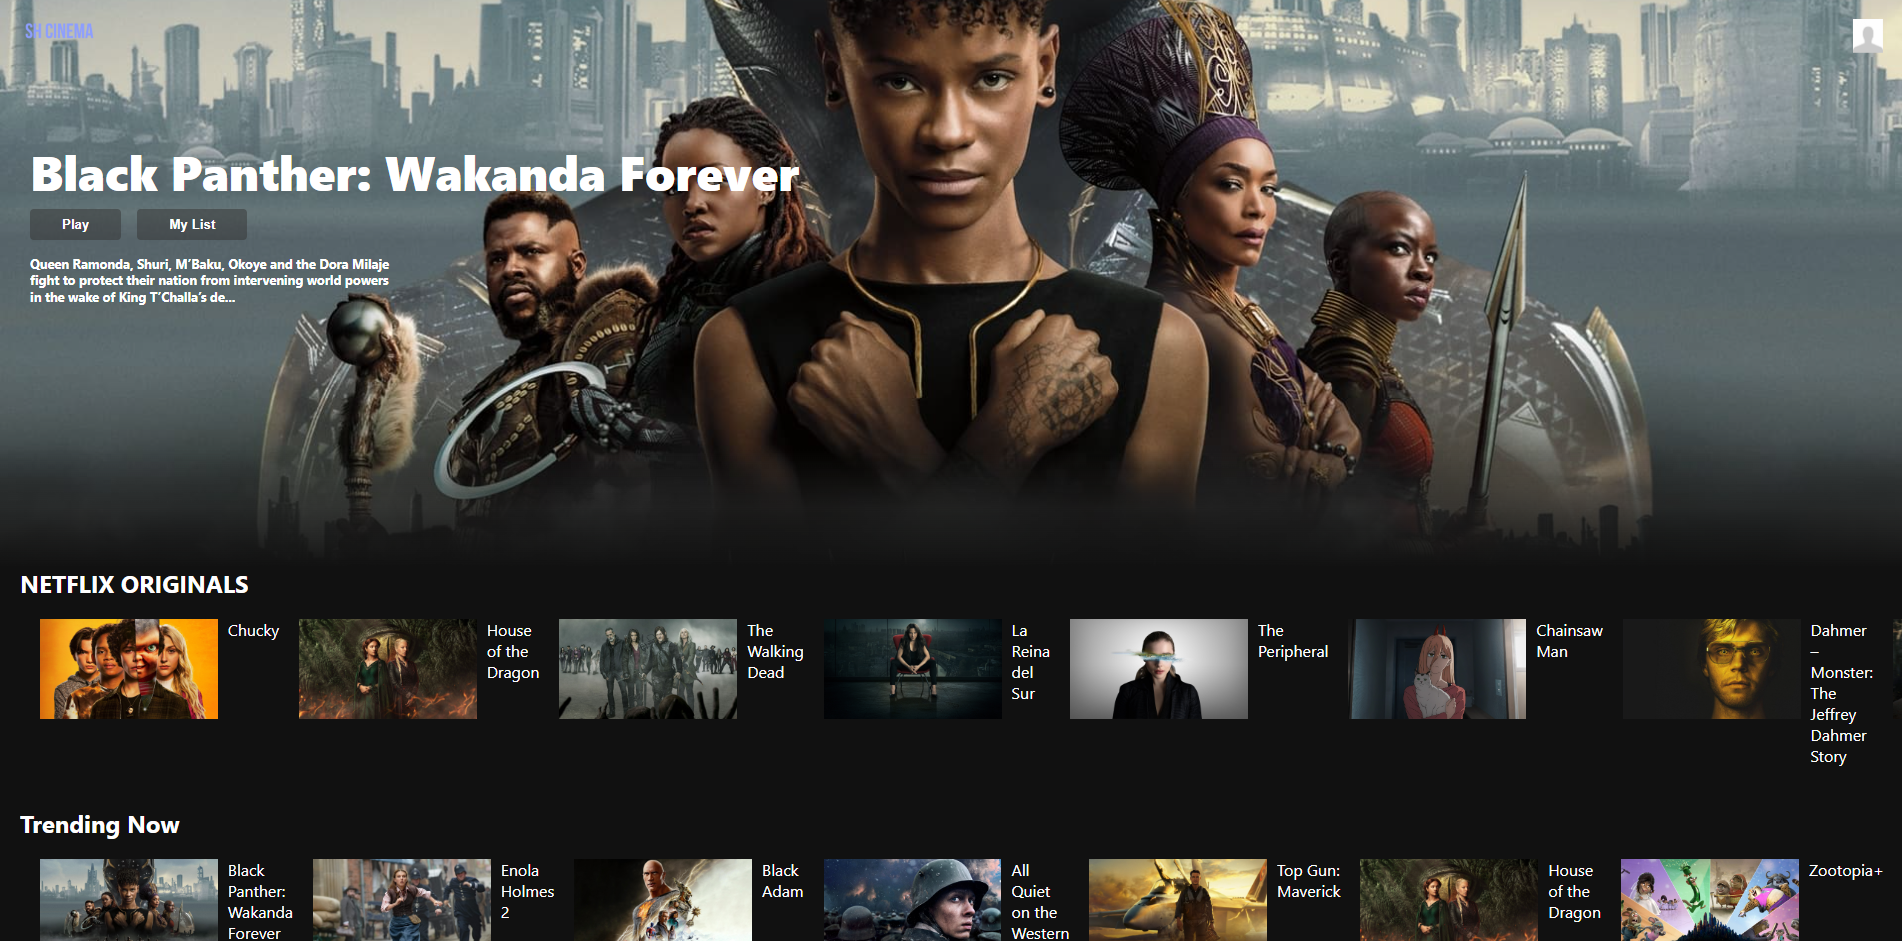 SH CINEMA
Black Panther: Wakanda Forever
Play
My List
Queen Ramonda, Shuri, M’Baku, Okoye and the Dora Milaje
fight to protect their nation from intervening world powers
in the wake of King T’Challa’s de...
NETFLIX ORIGINALS
Chucky
House
of the
Dragon
The
Walking
Dead
La
Reina
del
Sur
The
Peripheral
Chainsaw
Man
Dahmer
–
Monster:
The
Jeffrey
Dahmer
Story
Trending Now
Black
Panther:
Wakanda
Forever
Enola
Holmes
2
Black
Adam
All
Quiet
on the
Western
Top Gun:
Maverick
House
of the
Dragon
Zootopia+